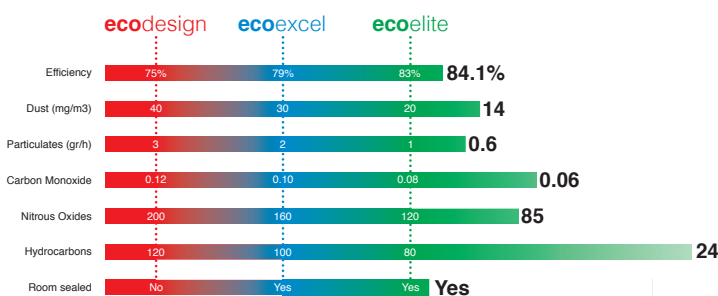 ecodesign ecoexcel ecoelite
Efficiency 75% 79% 83% 84.1%
Dust (mg/m3) 40 30 20 14
Particulates (gr/h) 3 2 1 0.6
Carbon Monoxide 0.12 0.10 0.08 0.06
Nitrous Oxides 200 160 120 85
Hydrocarbons 120 100 80 24
Room sealed No Yes Yes Yes